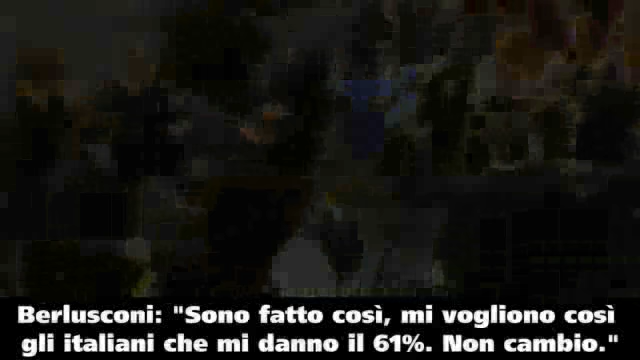 Berlusconi: "Sono fatto così, mi vogliono così
gli italiani che mi danno il 61%. Non cambio."